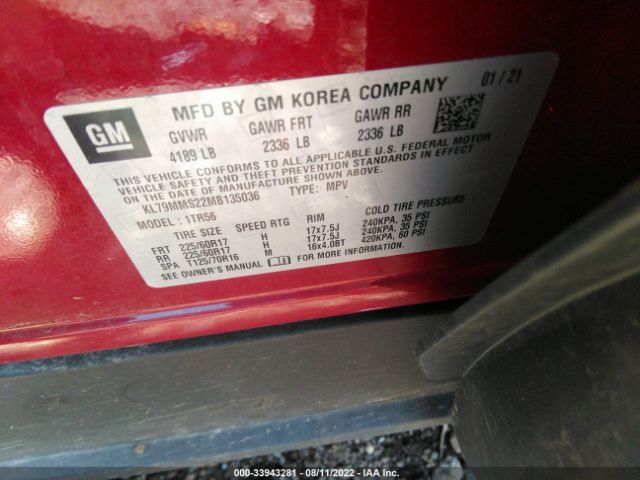 GM
MFD BY GM KOREA COMPANY 01/21
GVWR GAWR FRT GAWR RR
4189 LB 2336 LB 2336 LB
THIS VEHICLE CONFORMS TO ALL APPLICABLE U.S. FEDERAL MOTOR
VEHICLE SAFETY AND THEFT PREVENTION STANDARDS IN EFFECT
ON THE DATE OF MANUFACTURE SHOWN ABOVE.
KL79MMS22MB135036 TYPE: MPV
MODEL: 1TR56
TIRE SIZE SPEED RTG RIM COLD TIRE PRESSURE
FRT 225/60R17 H 17x7.5J 240KPA, 35 PSI
RR 225/60R17 H 17x7.5J 240KPA, 35 PSI
SPA T125/70R16 M 16x4.0BT 420KPA, 60 PSI
SEE OWNER'S MANUAL FOR MORE INFORMATION
000-33943281 - 08/11/2022 - IAA Inc.